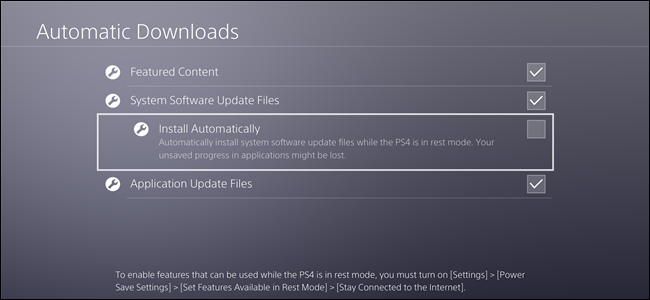 Automatic Downloads
Featured Content
System Software Update Files
Install Automatically
Automatically install system software update files while the PS4 is in rest mode. Your
unsaved progress in applications might be lost.
Application Update Files
To enable features that can be used while the PS4 is in rest mode, you must turn on [Settings] > [Power
Save Settings] > [Set Features Available in Rest Mode] > [Stay Connected to the Internet].